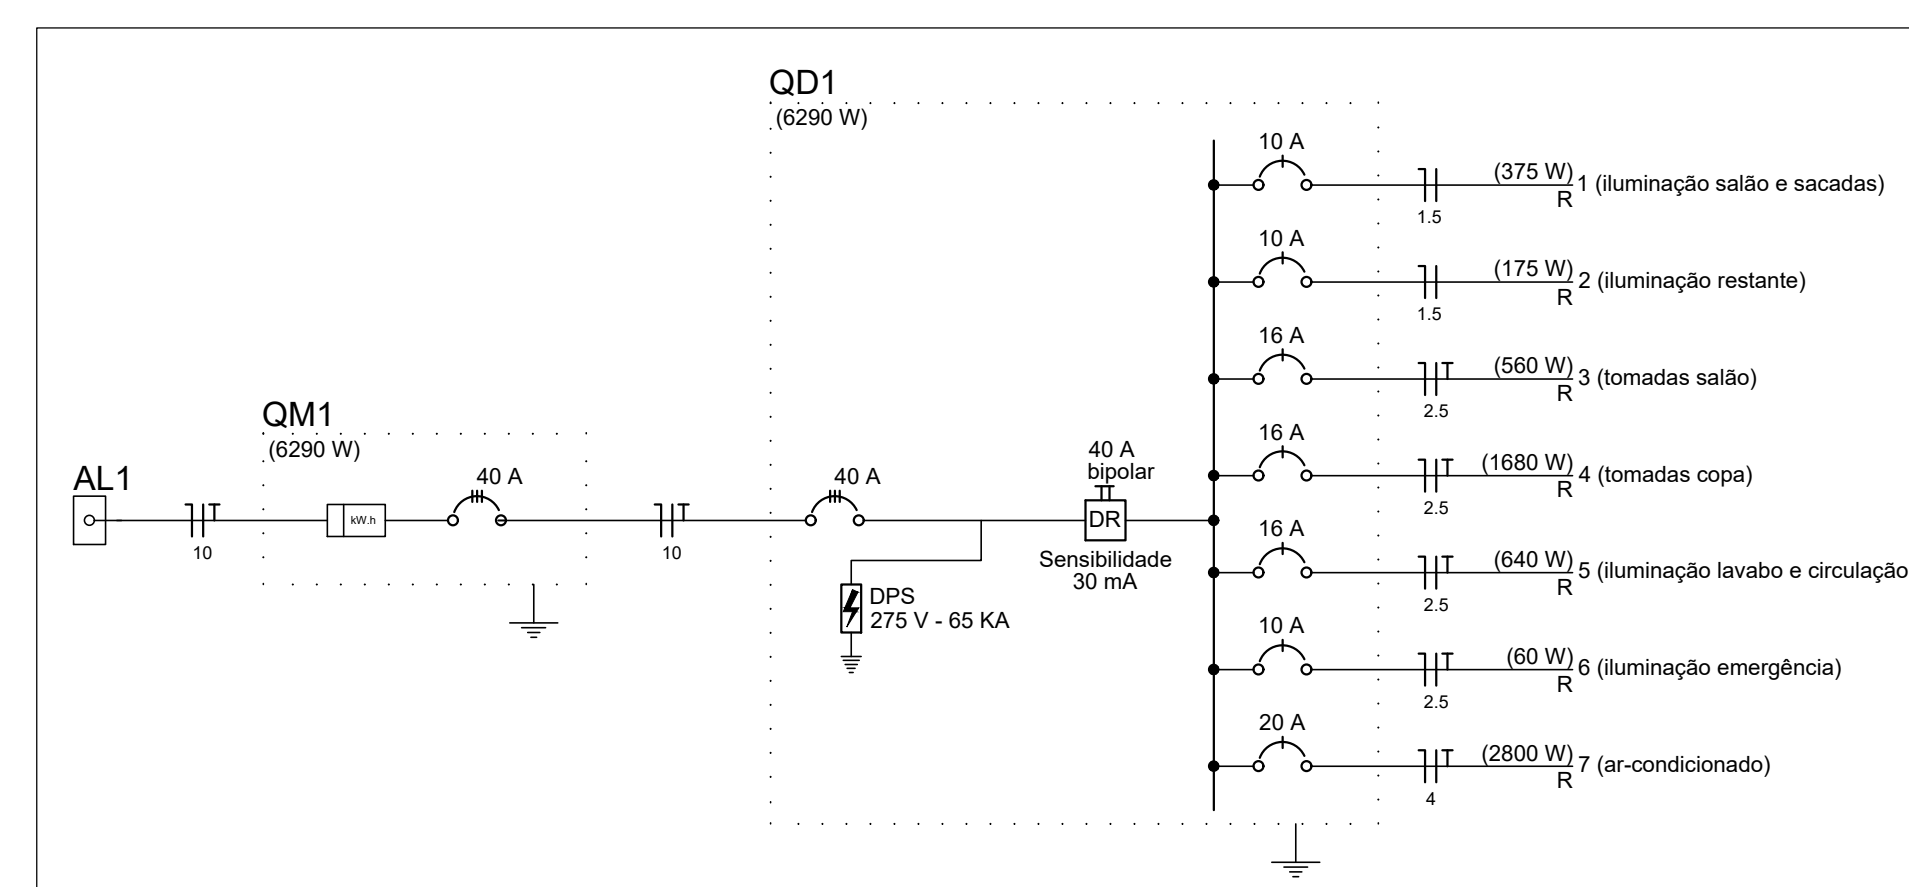 QD1
(6290 W)
10 A
(375 W) 1 (iluminação salão e sacadas)
R
1.5
10 A
(175 W) 2 (iluminação restante)
R
1.5
16 A
(560 W) 3 (tomadas salão)
R
2.5
QM1
(6290 W)
16 A
(1680 W) 4 (tomadas copa)
R
2.5
AL1
10
kW.h
40 A
10
40 A
40 A
bipolar
DR
Sensibilidade
30 mA
DPS
275 V - 65 KA
16 A
(640 W) 5 (iluminação lavabo e circulação
R
2.5
10 A
(60 W) 6 (iluminação emergência)
R
2.5
20 A
(2800 W) 7 (ar-condicionado)
R
4